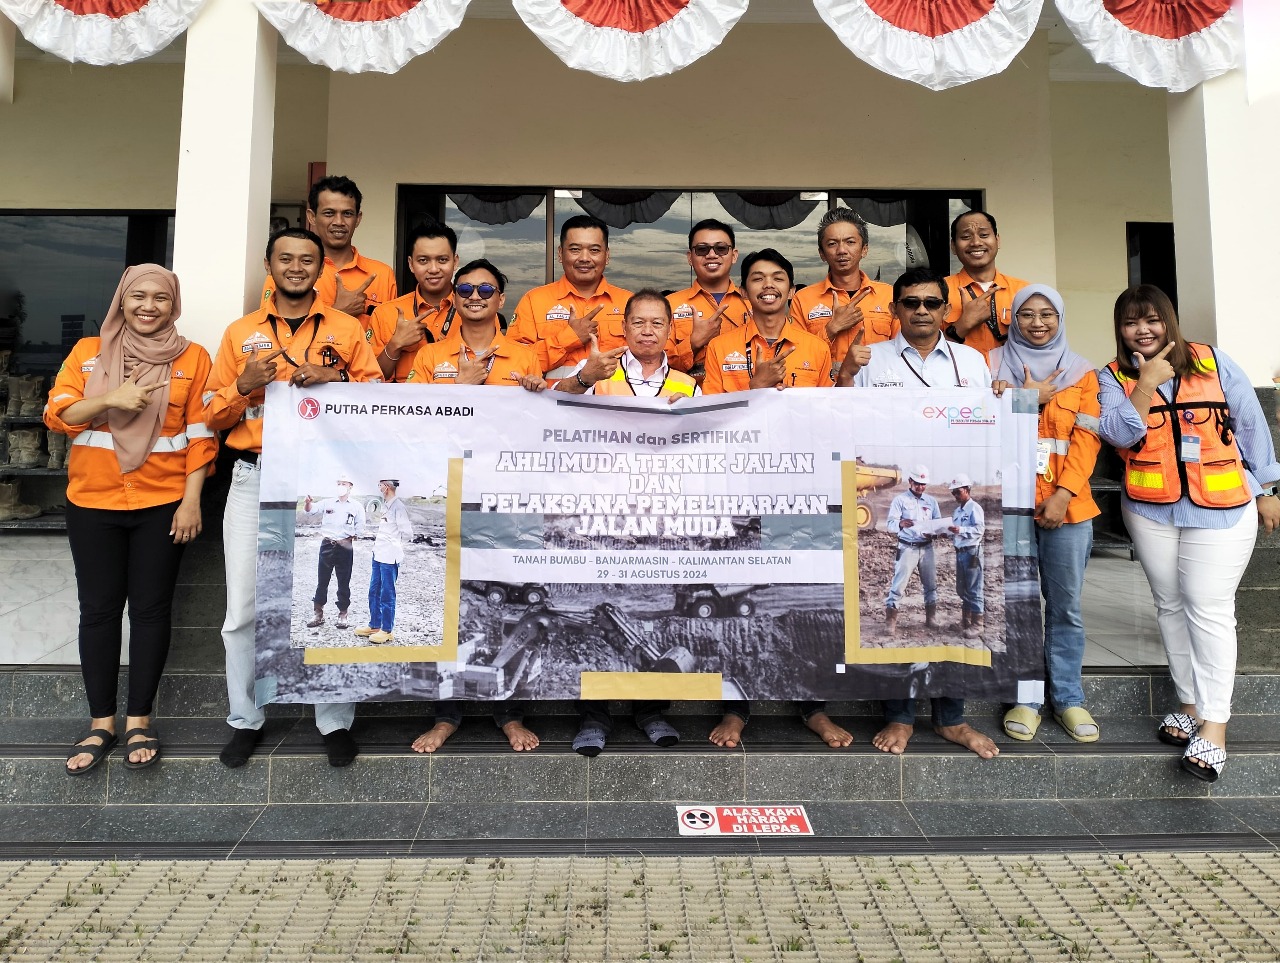 PUTRA PERKASA ABADI
expec
PELATIHAN dan SERTIFIKAT
AHLI MUDA TEKNIK JALAN
DAN
PELAKSANA PEMELIHARAAN
JALAN MUDA
TANAH BUMBU - BANJARMASIN - KALIMANTAN SELATAN
29 - 31 AGUSTUS 2024
ALAS KAKI
HARAP
DI LEPAS